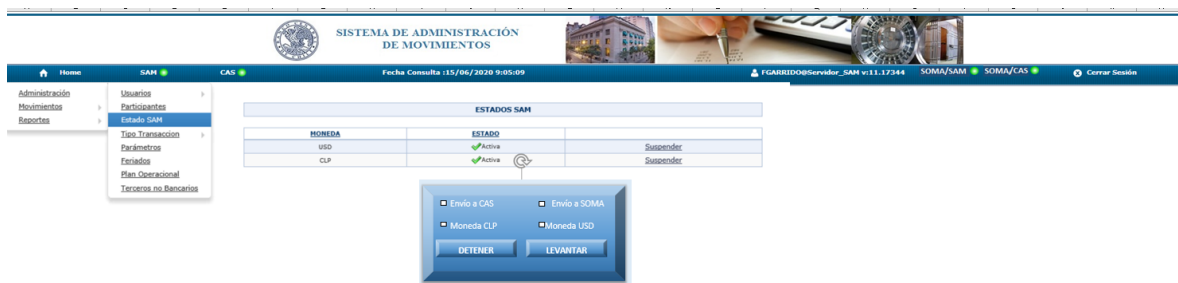 SISTEMA DE ADMINISTRACIÓN
DE MOVIMIENTOS
Home SAM CAS Fecha Consulta :15/06/2020 9:05:09 FGARRIDO@Servidor_SAM v:11.17344 SOMA/SAM SOMA/CAS Cerrar Sesión
Administración
Movimientos
Reportes
Usuarios
Participantes
Estado SAM
Tipo Transaccion
Parámetros
Feriados
Plan Operacional
Terceros no Bancarios
ESTADOS SAM
MONEDA ESTADO
USD Activa Suspender
CLP Activa Suspender
Envío a CAS Envío a SOMA
Moneda CLP Moneda USD
DETENER LEVANTAR